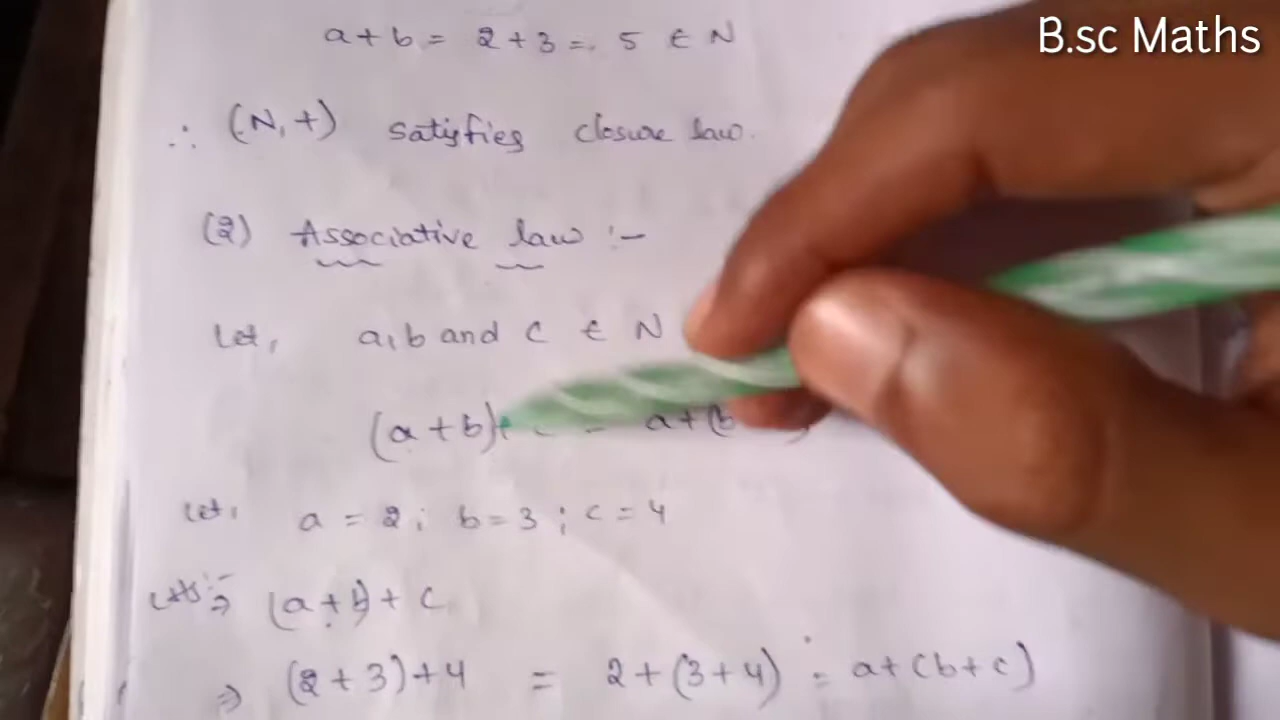 B.sc Maths
a + b = 2 + 3 = 5 ∈ N
∴ (N, +) satisfies closure law.
(2) Associative law :-
Let, a, b and c ∈ N
(a + b) + a + (b
Let, a = 2; b = 3; c = 4
LHS :- ⇒ (a + b) + c
⇒ (2 + 3) + 4 = 2 + (3 + 4) = a + (b + c)